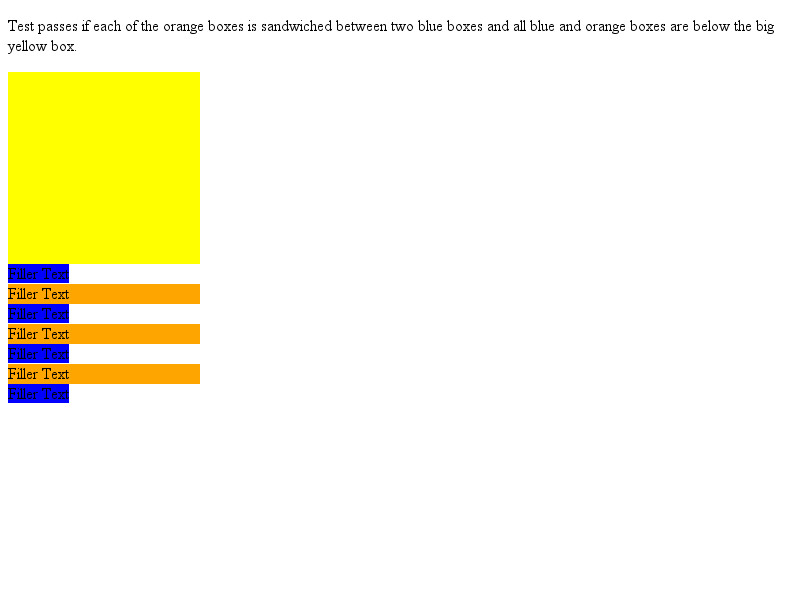 Test passes if each of the orange boxes is sandwiched between two blue boxes and all blue and orange boxes are below the big
yellow box.
Filler Text
Filler Text
Filler Text
Filler Text
Filler Text
Filler Text
Filler Text